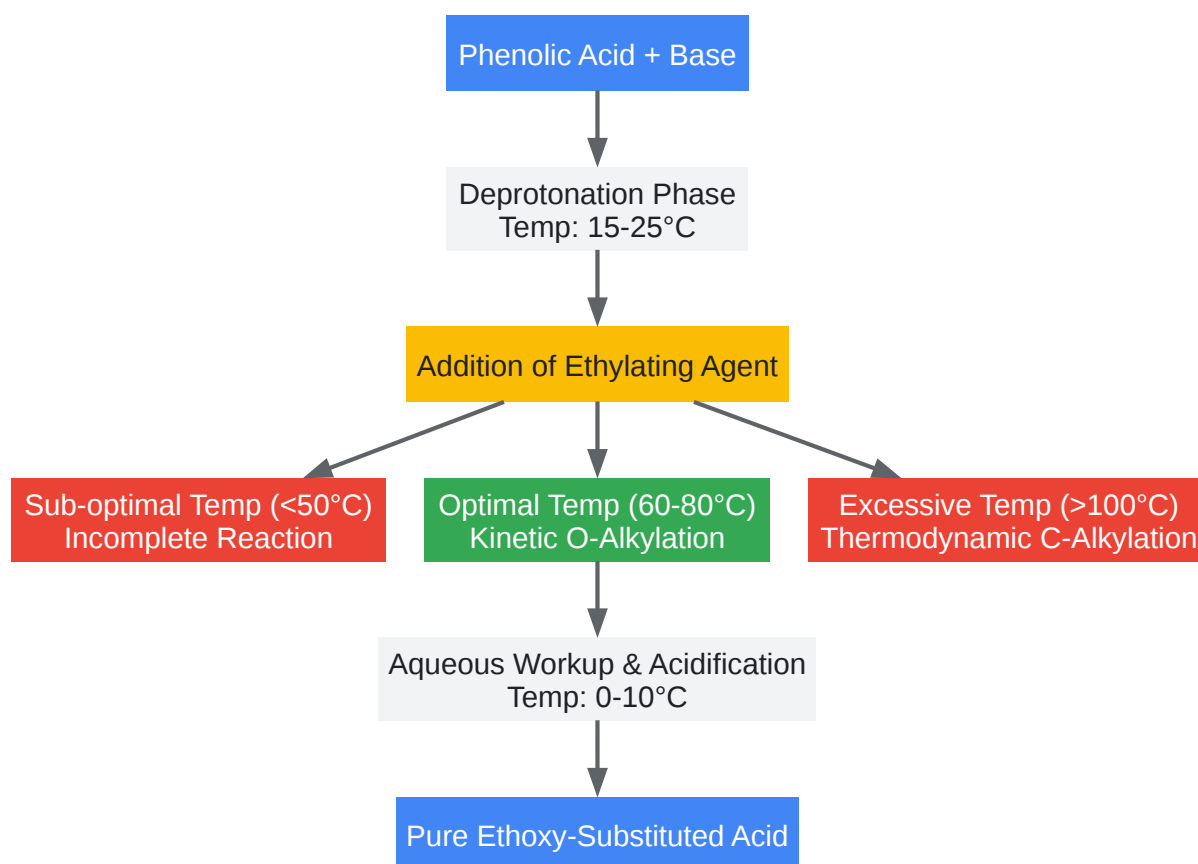 Phenolic Acid + Base
Deprotonation Phase
Temp: 15-25°C
Addition of Ethylating Agent
Sub-optimal Temp (<50°C)
Incomplete Reaction
Optimal Temp (60-80°C)
Kinetic O-Alkylation
Excessive Temp (>100°C)
Thermodynamic C-Alkylation
Aqueous Workup & Acidification
Temp: 0-10°C
Pure Ethoxy-Substituted Acid